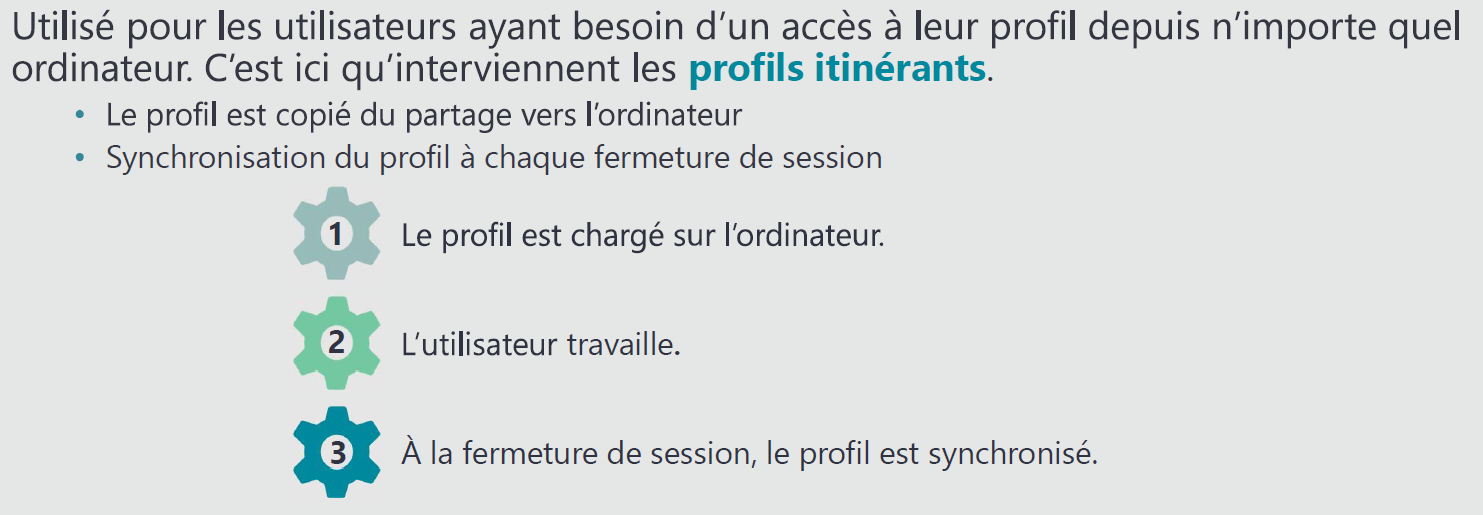 Utilisé pour les utilisateurs ayant besoin d’un accès à leur profil depuis n’importe quel
ordinateur. C’est ici qu’interviennent les profils itinérants.
• Le profil est copié du partage vers l’ordinateur
• Synchronisation du profil à chaque fermeture de session
1 Le profil est chargé sur l’ordinateur.
2 L’utilisateur travaille.
3 À la fermeture de session, le profil est synchronisé.